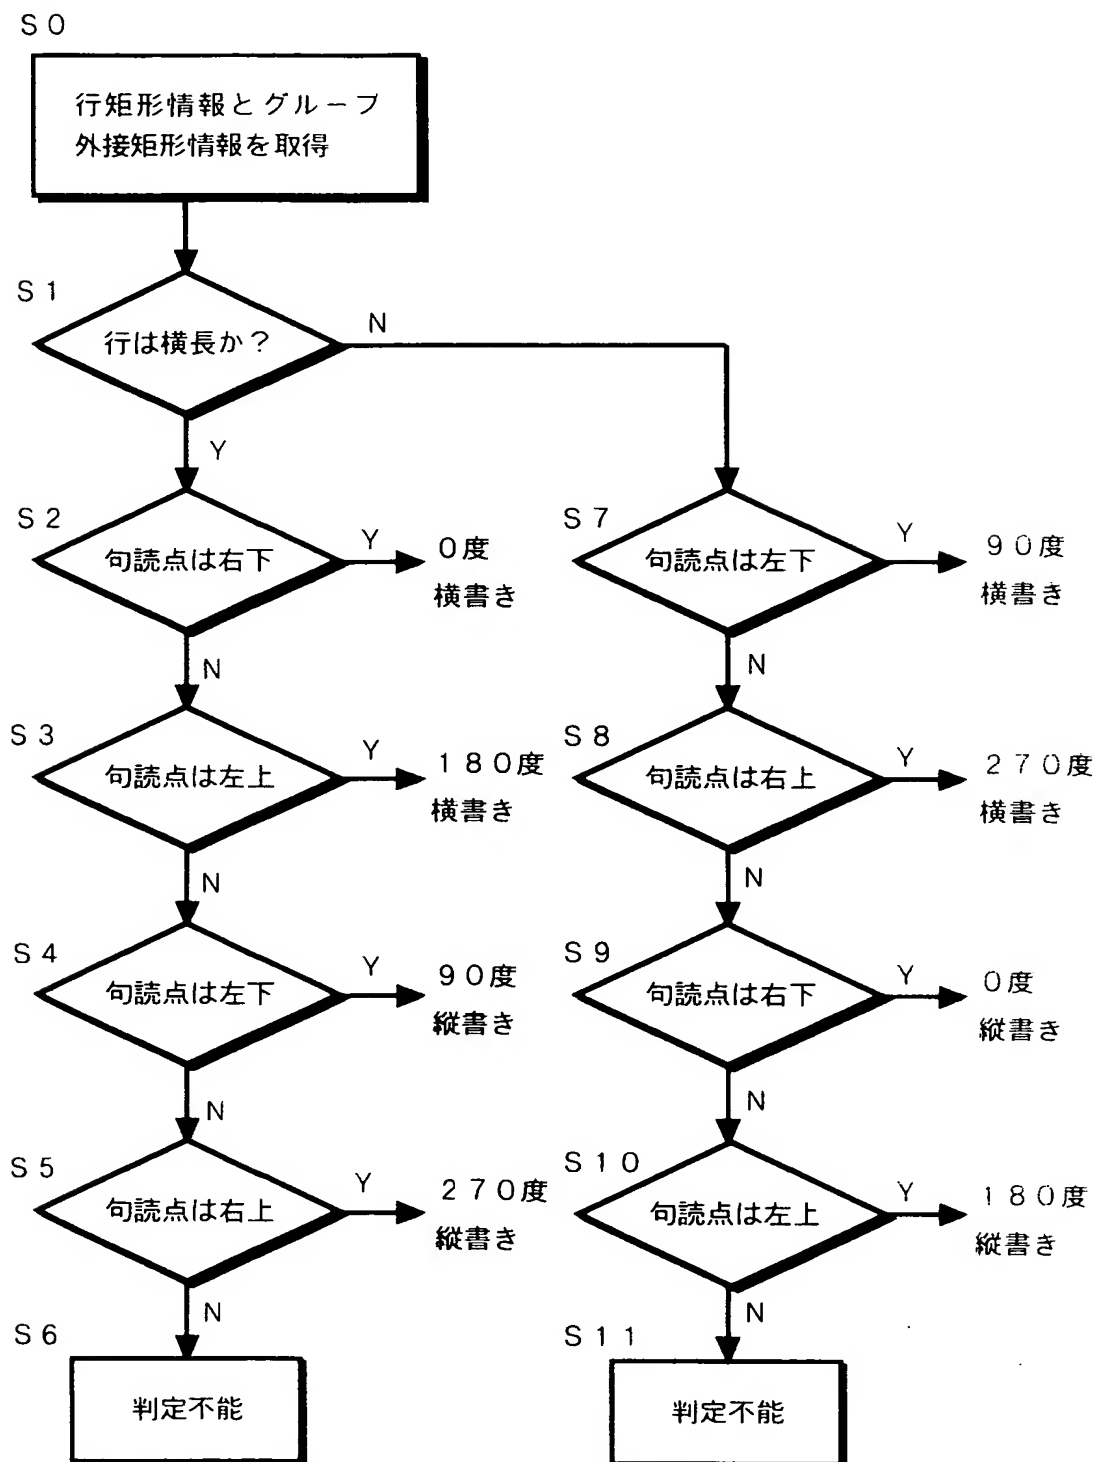 S0
行矩形情報とグループ
外接矩形情報を取得
S1
行は横長か?
N
Y
S2
句読点は右下
Y
0度
横書き
N
S3
句読点は左上
Y
180度
横書き
N
S4
句読点は左下
Y
90度
縦書き
N
S5
句読点は右上
Y
270度
縦書き
N
S6
判定不能
S7
句読点は左下
Y
90度
横書き
N
S8
句読点は右上
Y
270度
横書き
N
S9
句読点は右下
Y
0度
縦書き
N
S10
句読点は左上
Y
180度
縦書き
N
S11
判定不能